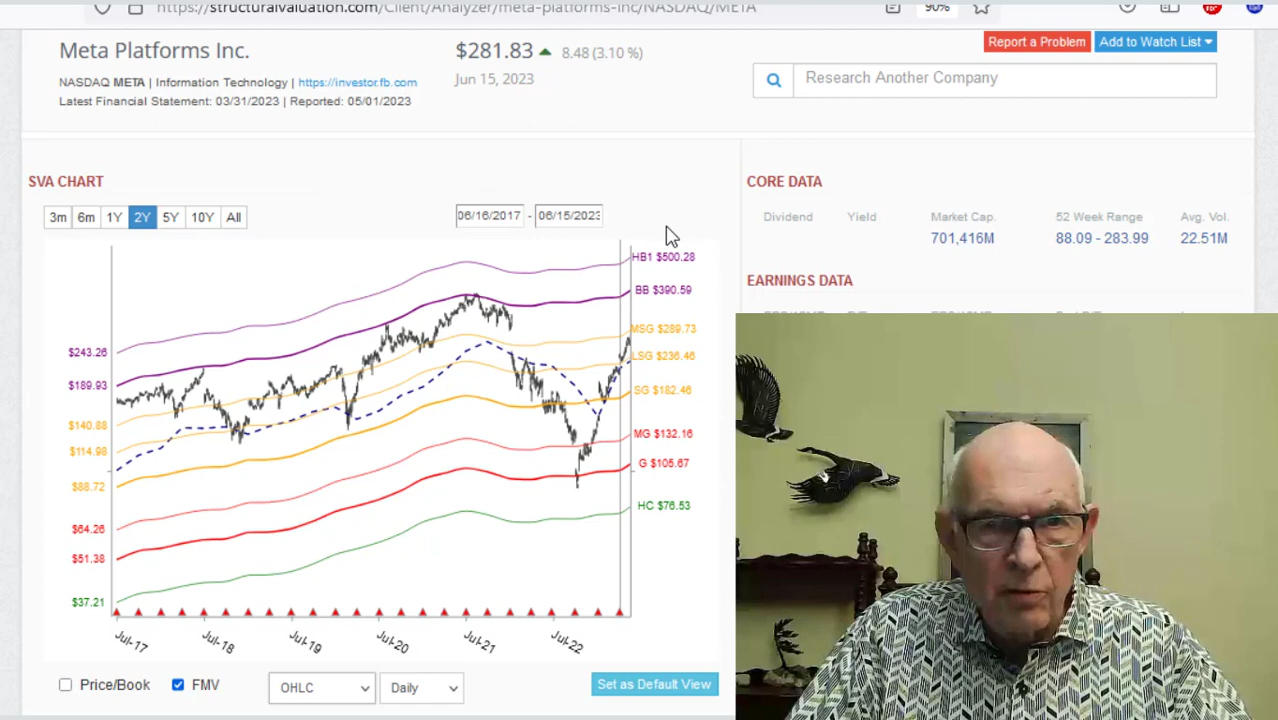 https://structuralvaluation.com/Client/Analyzer/meta-platforms-inc/NASDAQ/META
90%
Meta Platforms Inc.
$281.83 8.48 (3.10 %)
Report a Problem
Add to Watch List
NASDAQ META | Information Technology | https://investor.fb.com
Jun 15, 2023
Research Another Company
Latest Financial Statement: 03/31/2023 | Reported: 05/01/2023
SVA CHART
3m 6m 1Y 2Y 5Y 10Y All
06/16/2017 - 06/15/2023
HB1 $500.28
BB $390.59
MSG $289.73
LSG $236.46
SG $182.46
MG $132.16
G $105.67
HC $76.53
$243.26
$189.93
$140.88
$114.98
$88.72
$64.26
$51.38
$37.21
Jul-17 Jul-18 Jul-19 Jul-20 Jul-21 Jul-22
Price/Book FMV OHLC Daily Set as Default View
CORE DATA
Dividend Yield Market Cap. 52 Week Range Avg. Vol.
701,416M 88.09 - 283.99 22.51M
EARNINGS DATA